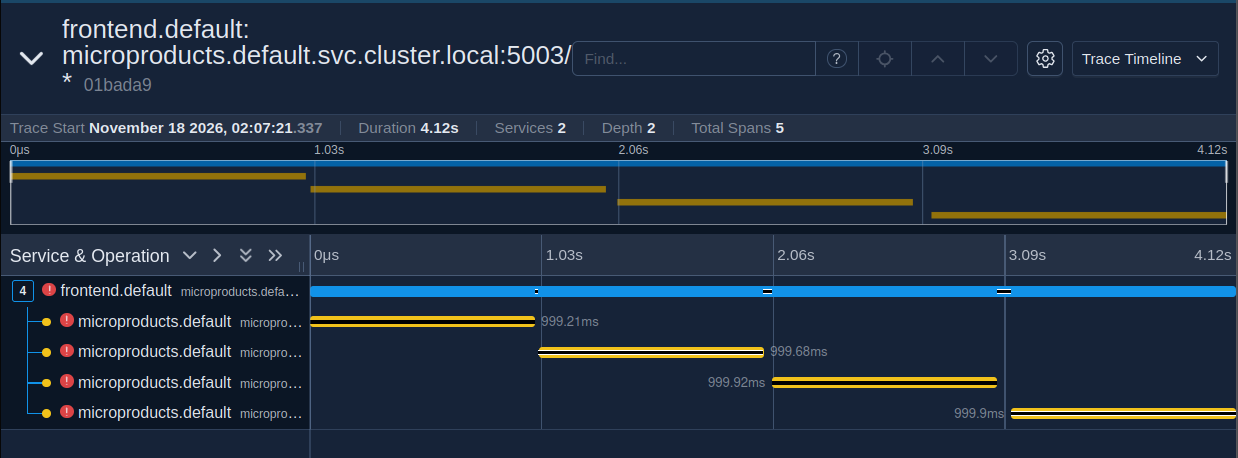 frontend.default:
microproducts.default.svc.cluster.local:5003/
* 01bada9
Find...
?
Trace Timeline
Trace Start November 18 2026, 02:07:21.337 Duration 4.12s Services 2 Depth 2 Total Spans 5
0μs 1.03s 2.06s 3.09s 4.12s
Service & Operation 0μs 1.03s 2.06s 3.09s 4.12s
4 ! frontend.default microproducts.defa…
! microproducts.default micropro… 999.21ms
! microproducts.default micropro… 999.68ms
! microproducts.default micropro… 999.92ms
! microproducts.default micropro… 999.9ms